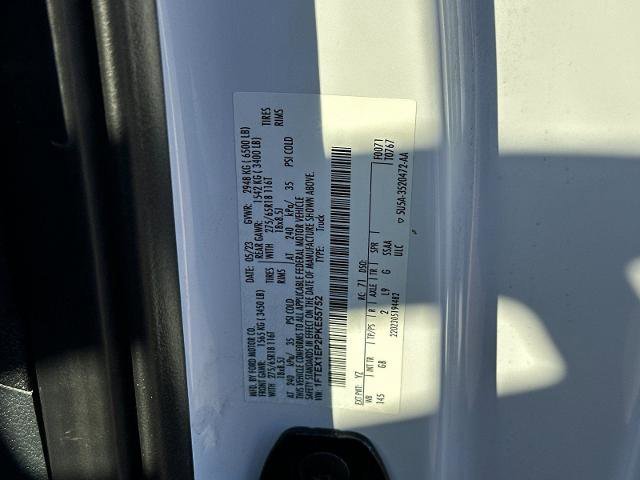 MFD. BY FORD MOTOR CO.
DATE: 05/23 GVWR: 2948 KG ( 6500 LB)
FRONT GAWR: 1565 KG ( 3450 LB) REAR GAWR: 1542 KG ( 3400 LB)
WITH 275/65R18 116T TIRES WITH 275/65R18 116T TIRES
18x8.5J RIMS 18x8.5J RIMS
AT 240 kPa/ 35 PSI COLD AT 240 kPa/ 35 PSI COLD
THIS VEHICLE CONFORMS TO ALL APPLICABLE FEDERAL MOTOR VEHICLE
SAFETY STANDARDS IN EFFECT ON THE DATE OF MANUFACTURE SHOWN ABOVE.
VIN: 1FTEX1EP2PKE55752 TYPE: Truck
EXT PNT: YZ RC: 71 DSO: F0071
T0767
WB INT TR TP/PS R AXLE TR SPR
145 GB 2 L9 G SSAA
ULC
2202305194482
5U5A-3520472-AA